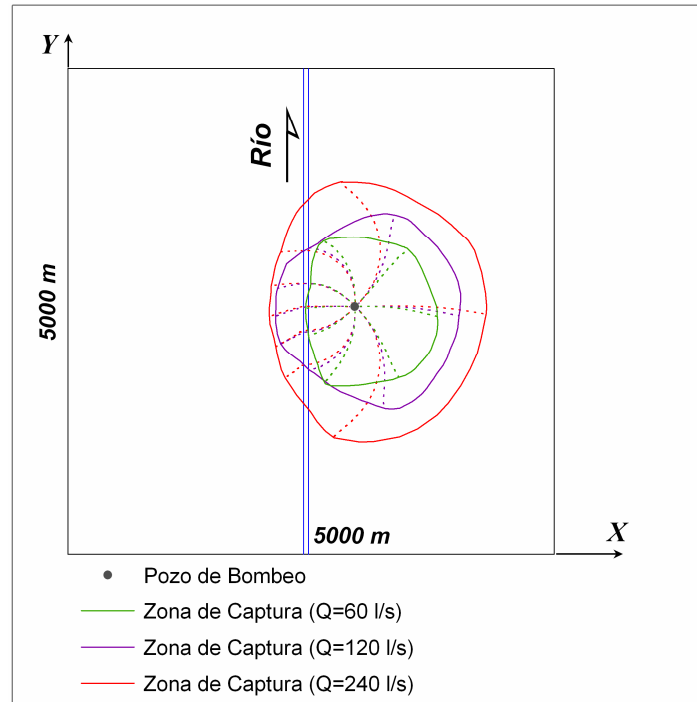 Y
Río
5000 m
5000 m
X
Pozo de Bombeo
Zona de Captura (Q=60 l/s)
Zona de Captura (Q=120 l/s)
Zona de Captura (Q=240 l/s)